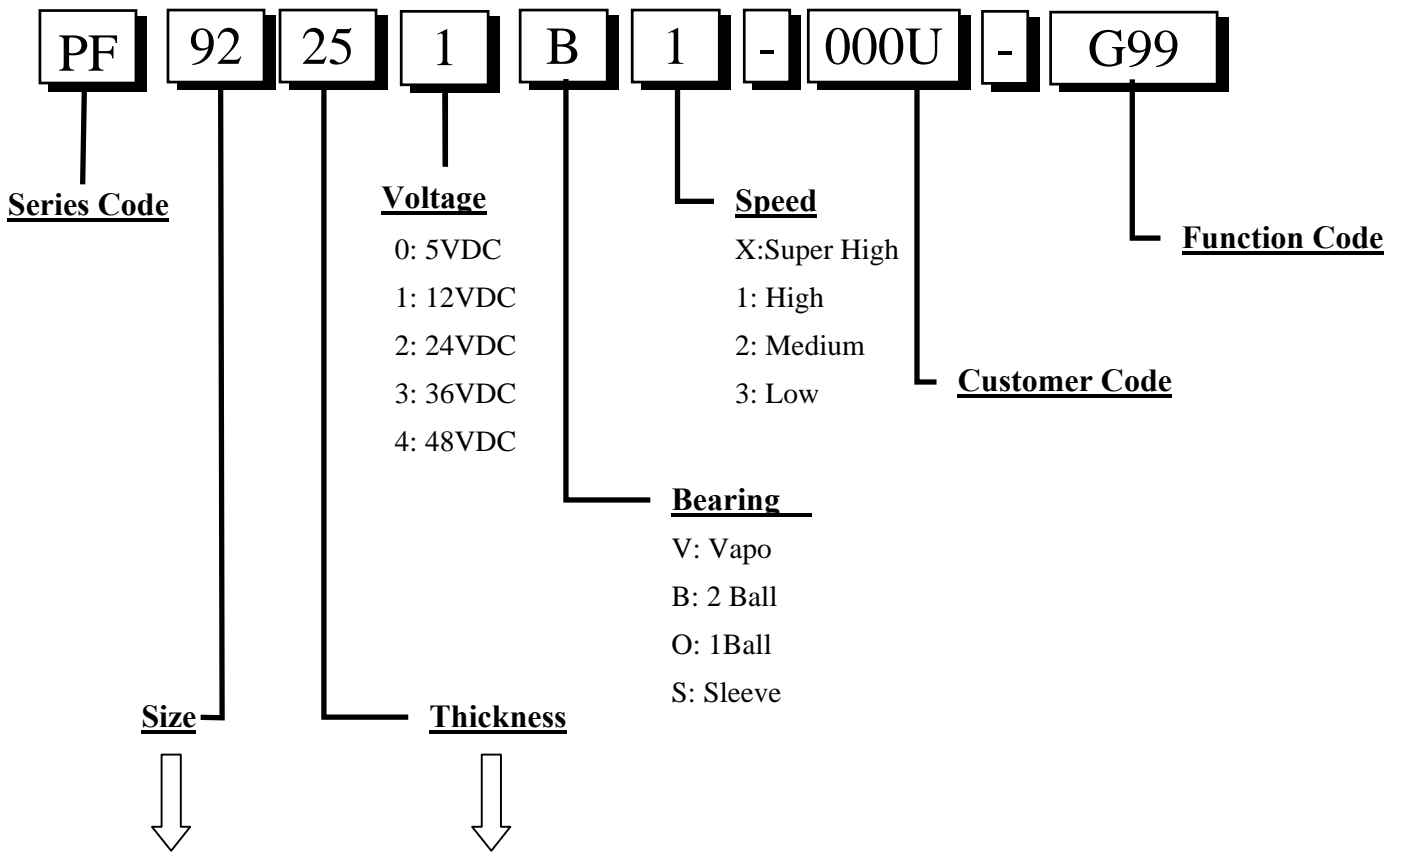 PF 92 25 1 B 1 - 000U - G99
Series Code
Voltage
0: 5VDC
1: 12VDC
2: 24VDC
3: 36VDC
4: 48VDC
Speed
X:Super High
1: High
2: Medium
3: Low
Function Code
Customer Code
Bearing
V: Vapo
B: 2 Ball
O: 1Ball
S: Sleeve
Size
Thickness